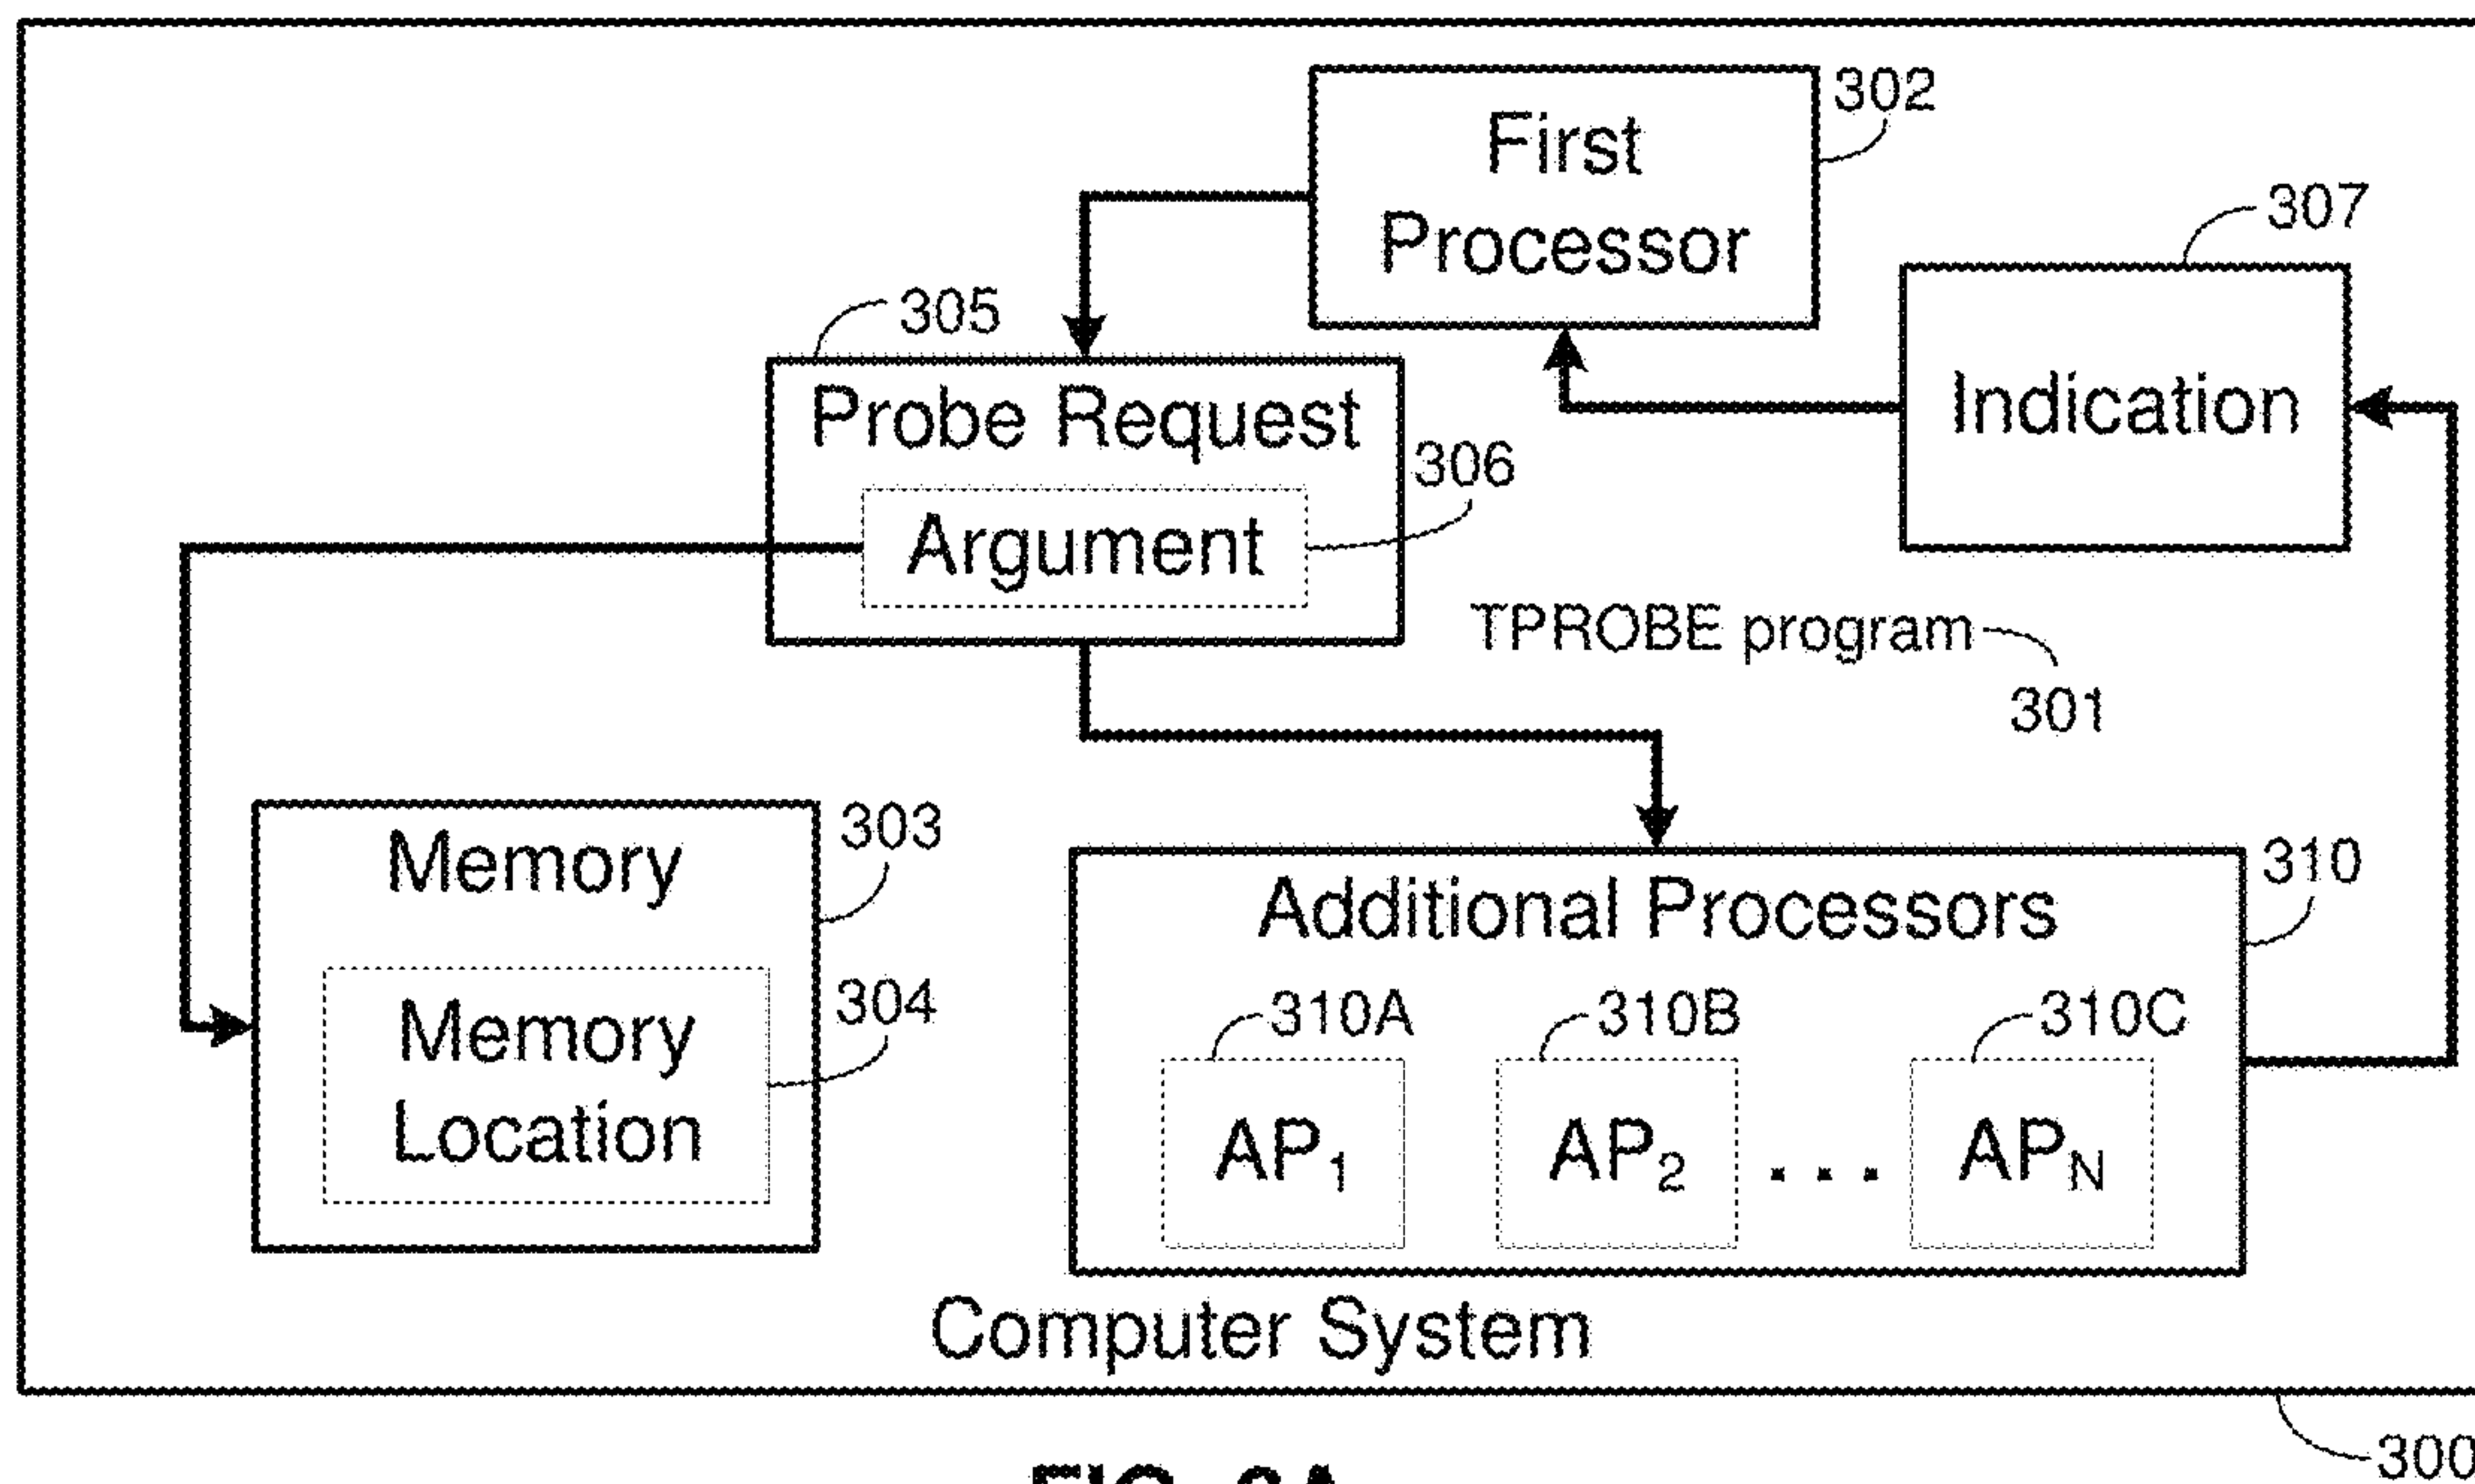 302
First
Processor
307
305
Indication
Probe Request
306
Argument
TPROBE program
301
303
Memory
310
Additional Processors
304
Memory
Location
310A
310B
310C
AP₁
AP₂
...
APN
Computer System
300